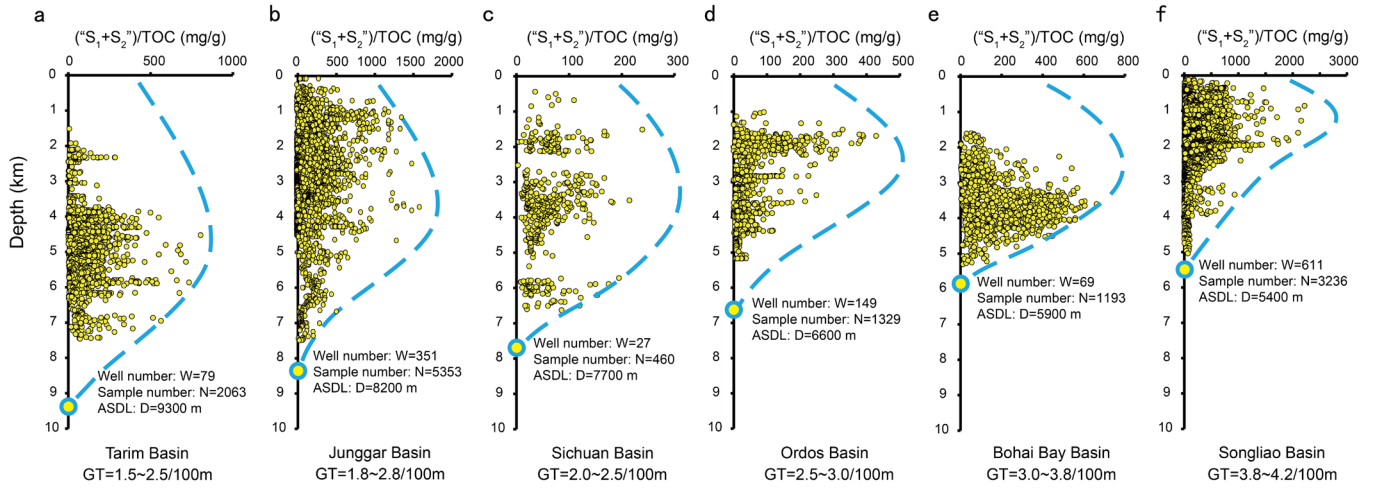 a
("S₁+S₂")/TOC (mg/g)
0 500 1000
Depth (km)
0
1
2
3
4
5
6
7
8
9
10
Well number: W=79
Sample number: N=2063
ASDL: D=9300 m
Tarim Basin
GT=1.5~2.5/100m
b
("S₁+S₂")/TOC (mg/g)
0 500 1000 1500 2000
0
1
2
3
4
5
6
7
8
9
10
Well number: W=351
Sample number: N=5353
ASDL: D=8200 m
Junggar Basin
GT=1.8~2.8/100m
c
("S₁+S₂")/TOC (mg/g)
0 100 200 300
0
1
2
3
4
5
6
7
8
9
10
Well number: W=27
Sample number: N=460
ASDL: D=7700 m
Sichuan Basin
GT=2.0~2.5/100m
d
("S₁+S₂")/TOC (mg/g)
0 100 200 300 400 500
0
1
2
3
4
5
6
7
8
9
10
Well number: W=149
Sample number: N=1329
ASDL: D=6600 m
Ordos Basin
GT=2.5~3.0/100m
e
("S₁+S₂")/TOC (mg/g)
0 200 400 600 800
0
1
2
3
4
5
6
7
8
9
10
Well number: W=69
Sample number: N=1193
ASDL: D=5900 m
Bohai Bay Basin
GT=3.0~3.8/100m
f
("S₁+S₂")/TOC (mg/g)
0 1000 2000 3000
0
1
2
3
4
5
6
7
8
9
10
Well number: W=611
Sample number: N=3236
ASDL: D=5400 m
Songliao Basin
GT=3.8~4.2/100m